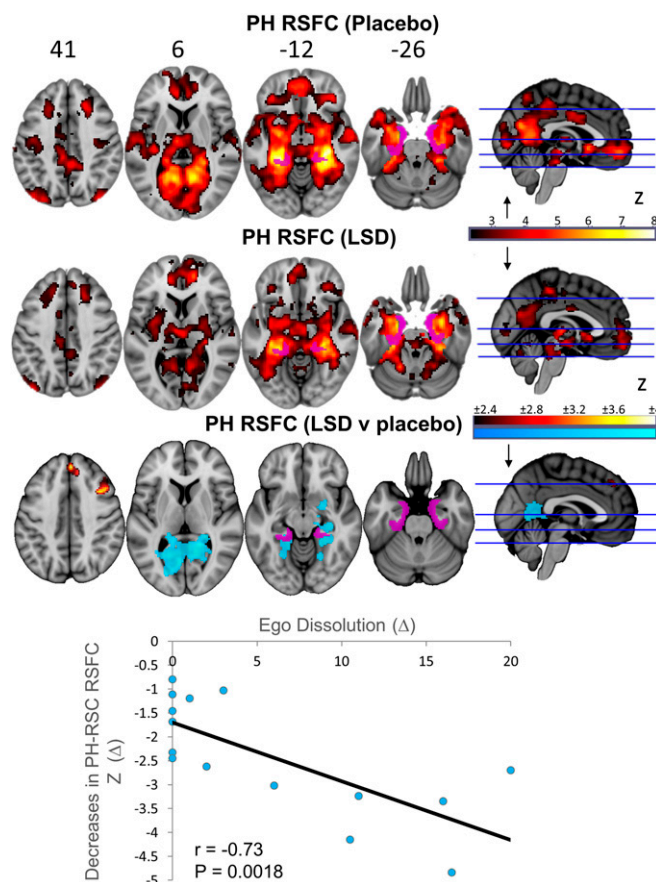 PH RSFC (Placebo)
41 6 -12 -26
Z
3 4 5 6 7 8
PH RSFC (LSD)
Z
PH RSFC (LSD v placebo)
±2.4 ±2.8 ±3.2 ±3.6
Ego Dissolution (Δ)
0 5 10 15 20
0
-0.5
-1
-1.5
-2
-2.5
-3
-3.5
-4
-4.5
-5
Decreases in PH-RSC RSFC
Z (Δ)
r = -0.73
P = 0.0018